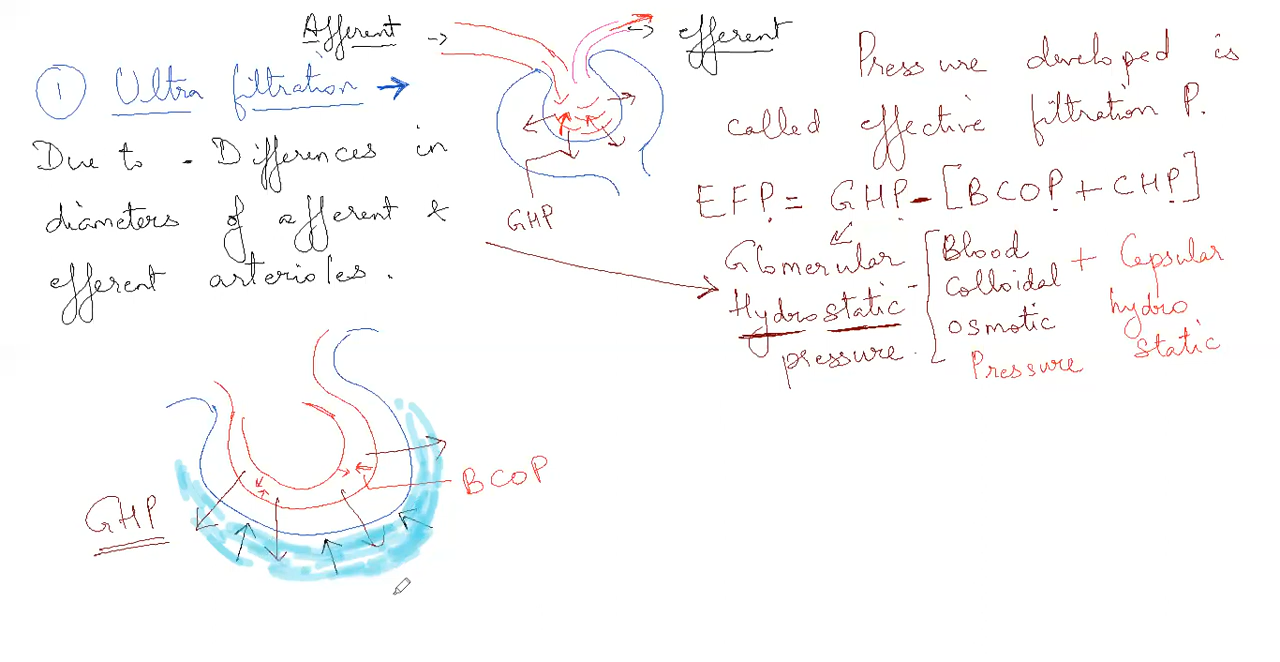 Afferent → → efferent
① Ultra filtration →
Due to - Differences in
diameters of afferent &
efferent arterioles.
GHP
Pressure developed is
called effective filtration P.
EFP = GHP - [BCOP + CHP]
Glomerular
Hydrostatic -
pressure.
Blood
Colloidal
osmotic
Pressure
+ Cepsular
hydro
static
GHP
BCOP